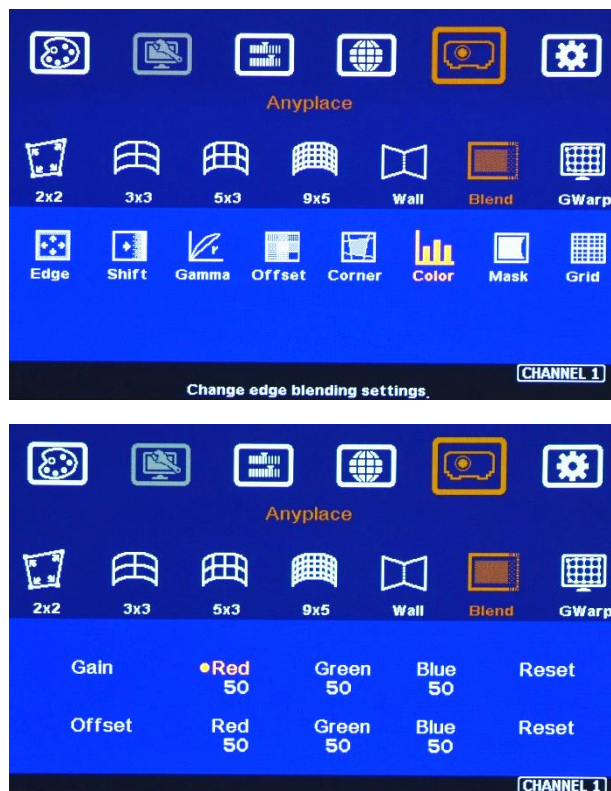 Anyplace
2x2 3x3 5x3 9x5 Wall Blend GWarp
Edge Shift Gamma Offset Corner Color Mask Grid
CHANNEL 1
Change edge blending settings.
Anyplace
2x2 3x3 5x3 9x5 Wall Blend GWarp
Gain Red Green Blue Reset
50 50 50
Offset Red Green Blue Reset
50 50 50
CHANNEL 1